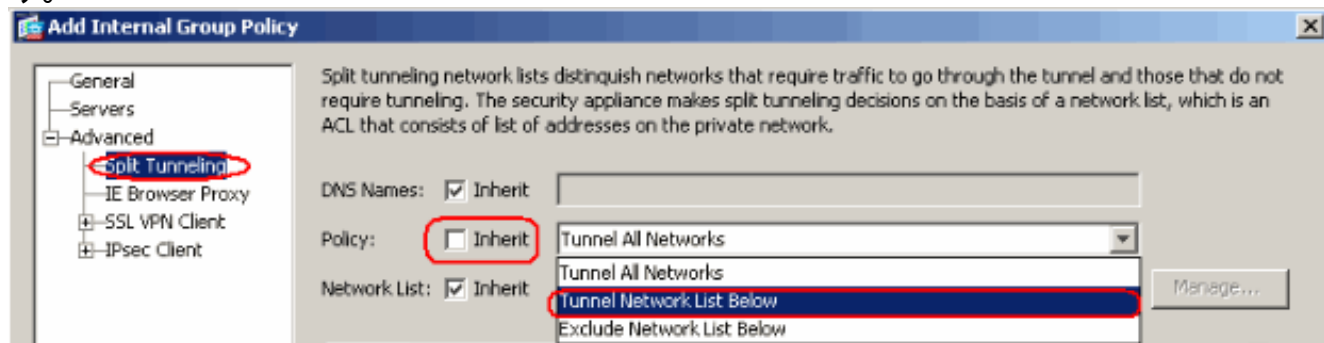 Add Internal Group Policy
General
Servers
Advanced
Split Tunneling
IE Browser Proxy
SSL VPN Client
IPsec Client
Split tunneling network lists distinguish networks that require traffic to go through the tunnel and those that do not
require tunneling. The security appliance makes split tunneling decisions on the basis of a network list, which is an
ACL that consists of list of addresses on the private network.
DNS Names: Inherit
Policy: Inherit Tunnel All Networks
Tunnel All Networks
Network List: Inherit Tunnel Network List Below Manage...
Exclude Network List Below